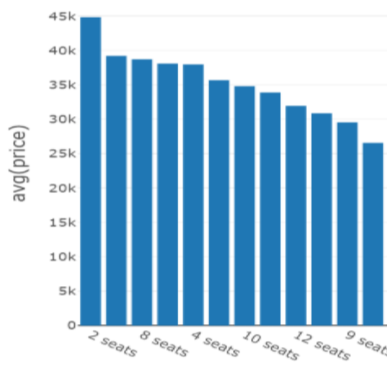 45k
40k
35k
30k
25k
20k
15k
10k
5k
0
avg(price)
2 seats
8 seats
4 seats
10 seats
12 seats
9 seats